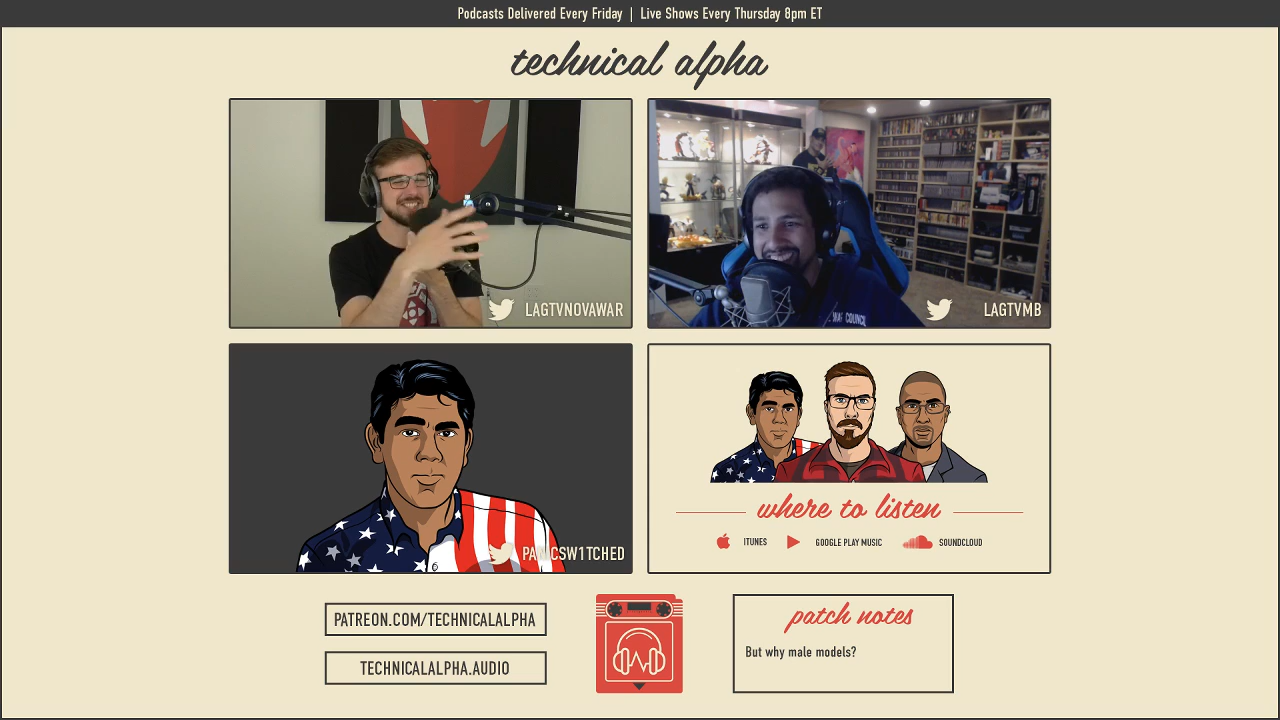 Podcasts Delivered Every Friday | Live Shows Every Thursday 8pm ET
technical alpha
LAGTVNOVAWAR
LAGTVMB
PANICSW1TCHED
where to listen
ITUNES
GOOGLE PLAY MUSIC
SOUNDCLOUD
PATREON.COM/TECHNICALALPHA
TECHNICALALPHA.AUDIO
patch notes
But why male models?